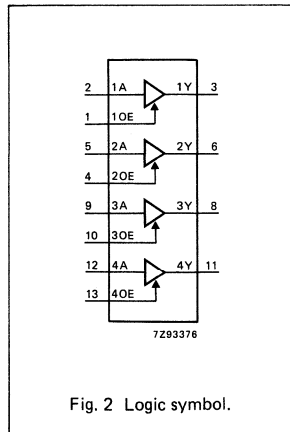 2 1A 1Y 3
1 1OE
5 2A 2Y 6
4 2OE
9 3A 3Y 8
10 3OE
12 4A 4Y 11
13 4OE
7Z93376
Fig. 2 Logic symbol.